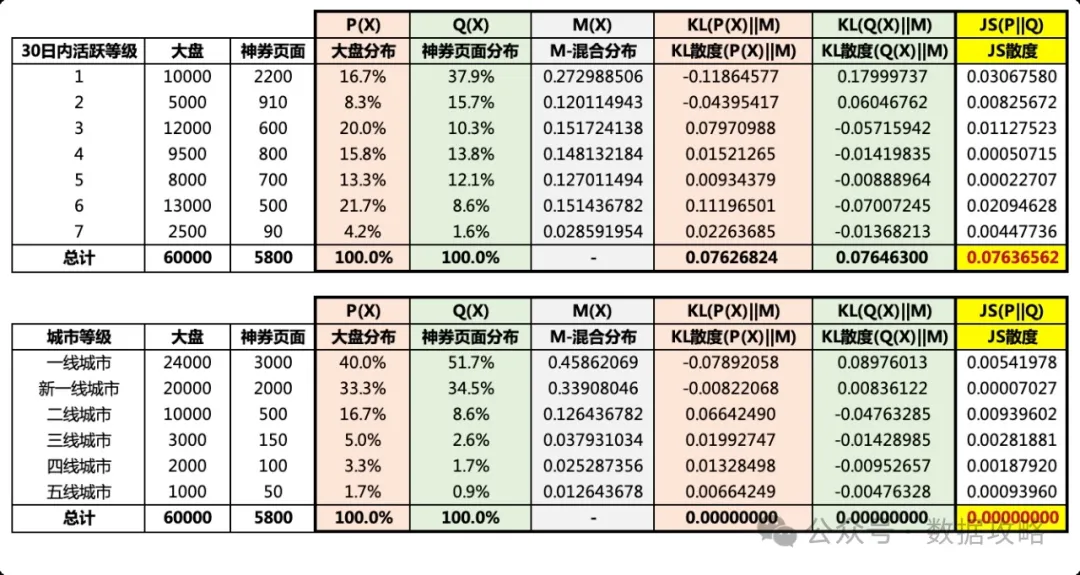 P(X) Q(X) M(X) KL(P(X)||M) KL(Q(X)||M) JS(P||Q)
30日内活跃等级 大盘 神券页面 大盘分布 神券页面分布 M-混合分布 KL散度(P(X)||M) KL散度(Q(X)||M) JS散度
1 10000 2200 16.7% 37.9% 0.272988506 -0.11864577 0.17999737 0.03067580
2 5000 910 8.3% 15.7% 0.120114943 -0.04395417 0.06046762 0.00825672
3 12000 600 20.0% 10.3% 0.151724138 0.07970988 -0.05715942 0.01127523
4 9500 800 15.8% 13.8% 0.148132184 0.01521265 -0.01419835 0.00050715
5 8000 700 13.3% 12.1% 0.127011494 0.00934379 -0.00888964 0.00022707
6 13000 500 21.7% 8.6% 0.151436782 0.11196501 -0.07007245 0.02094628
7 2500 90 4.2% 1.6% 0.028591954 0.02263685 -0.01368213 0.00447736
总计 60000 5800 100.0% 100.0% - 0.07626824 0.07646300 0.07636562
P(X) Q(X) M(X) KL(P(X)||M) KL(Q(X)||M) JS(P||Q)
城市等级 大盘 神券页面 大盘分布 神券页面分布 M-混合分布 KL散度(P(X)||M) KL散度(Q(X)||M) JS散度
一线城市 24000 3000 40.0% 51.7% 0.45862069 -0.07892058 0.08976013 0.00541978
新一线城市 20000 2000 33.3% 34.5% 0.33908046 -0.00822068 0.00836122 0.00007027
二线城市 10000 500 16.7% 8.6% 0.126436782 0.06642490 -0.04763285 0.00939602
三线城市 3000 150 5.0% 2.6% 0.037931034 0.01992747 -0.01428985 0.00281881
四线城市 2000 100 3.3% 1.7% 0.025287356 0.01328498 -0.00952657 0.00187920
五线城市 1000 50 1.7% 0.9% 0.012643678 0.00664249 -0.00476328 0.00093960
总计 60000 5800 100.0% 100.0% - 0.00000000 0.00000000 0.00000000
公众号 · 数据攻略